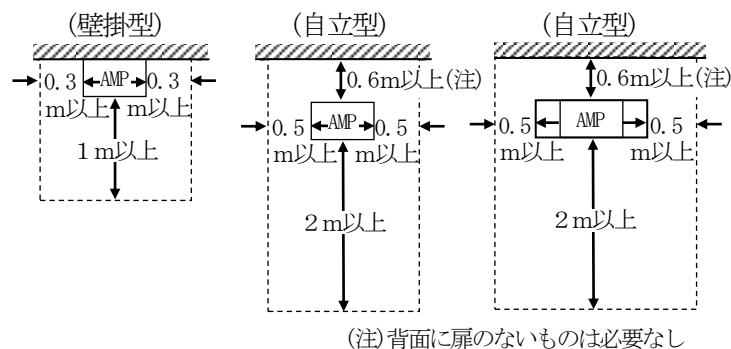 (壁掛型)
0.3 AMP 0.3
m以上 m以上
1m以上
(自立型)
0.6m以上(注)
0.5 AMP 0.5
m以上 m以上
2m以上
(自立型)
0.6m以上(注)
0.5 AMP 0.5
m以上 m以上
2m以上
(注)背面に扉のないものは必要なし